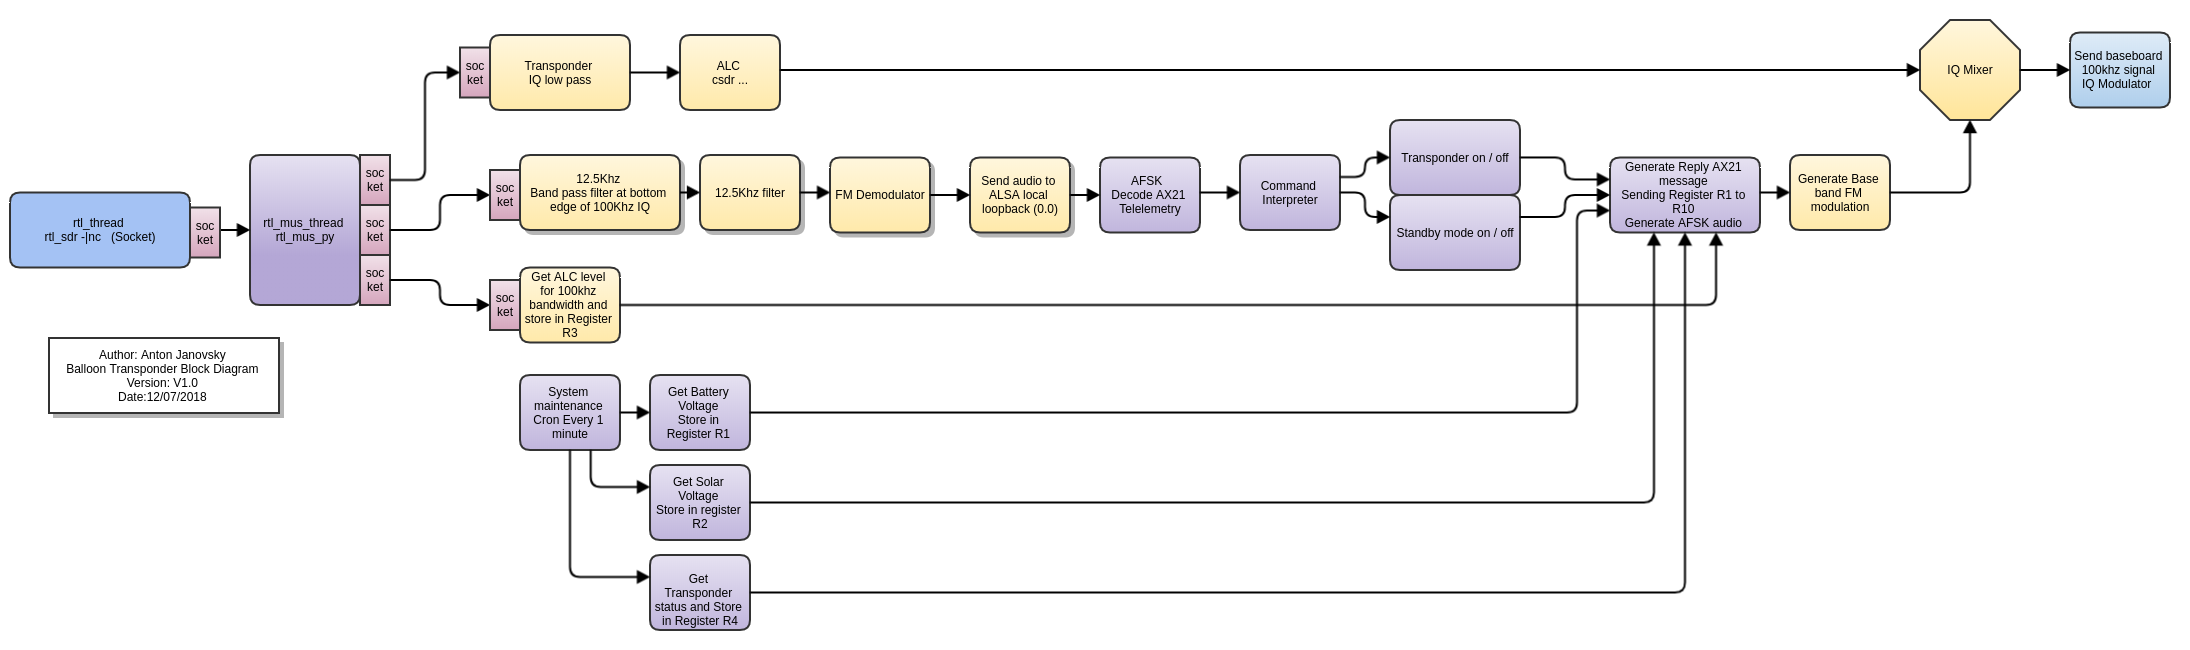 soc
ket
Transponder
IQ low pass
ALC
csdr ...
IQ Mixer
Send baseboard
100khz signal
IQ Modulator
rtl_thread
rtl_sdr -|nc   (Socket)
soc
ket
rtl_mus_thread
rtl_mus_py
soc
ket
soc
ket
soc
ket
soc
ket
12.5Khz
Band pass filter at bottom
edge of 100Khz IQ
12.5Khz filter
FM Demodulator
Send audio to
ALSA local
loopback (0.0)
AFSK
Decode AX21
Telelemetry
Command
Interpreter
Transponder on / off
Standby mode on / off
Generate Reply AX21
message
Sending Register R1 to
R10
Generate AFSK audio
Generate Base
band FM
modulation
soc
ket
Get ALC level
for 100khz
bandwidth and
store in Register
R3
Author: Anton Janovsky
Balloon Transponder Block Diagram
Version: V1.0
Date:12/07/2018
System
maintenance
Cron Every 1
minute
Get Battery
Voltage
Store in
Register R1
Get Solar
Voltage
Store in register
R2
Get
Transponder
status and Store
in Register R4